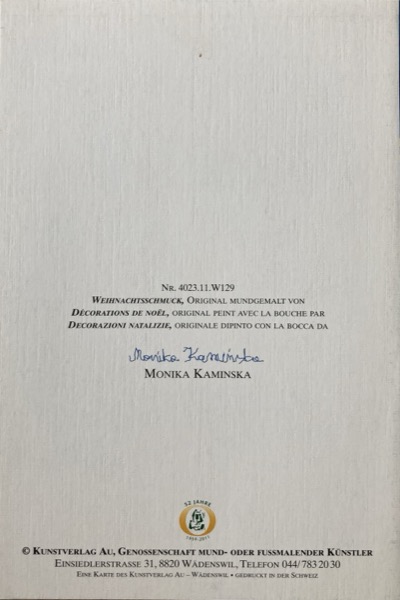 Nr. 4023.11.W129
Weihnachtsschmuck, Original mundgemalt von
Décorations de noël, original peint avec la bouche par
Decorazioni natalizie, originale dipinto con la bocca da
Monika Kamińska
Monika Kaminska
52 JAHRE
© Kunstverlag Au, Genossenschaft mund- oder fussmalender Künstler
Einsiedlerstrasse 31, 8820 Wädenswil, Telefon 044/783 20 30
Eine Karte des Kunstverlag Au – Wädenswil • gedruckt in der Schweiz